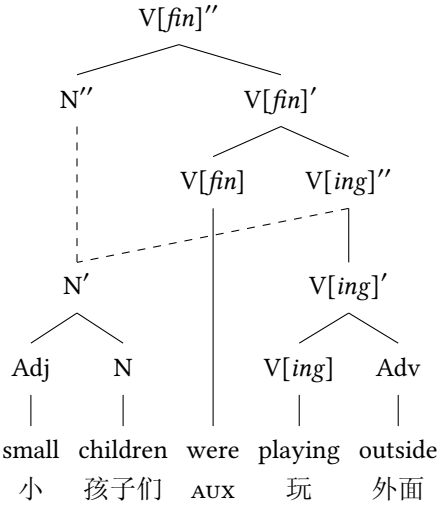 V[fin]′′
N′′ V[fin]′
V[fin] V[ing]′′
N′ V[ing]′
Adj N V[ing] Adv
small children were playing outside
小 孩子们 AUX 玩 外面